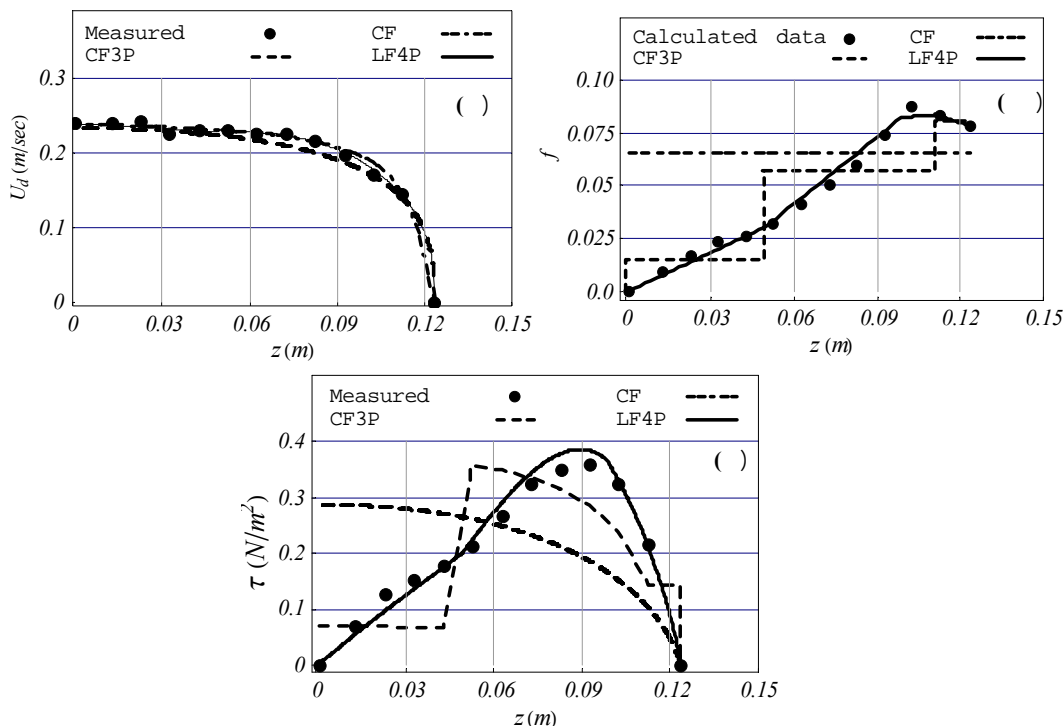 Measured CF
CF3P LF4P
0.3
0.2
0.1
0
( )
U_d (m/sec)
0 0.03 0.06 0.09 0.12 0.15
z (m)
Calculated data CF
CF3P LF4P
0.10
0.075
0.05
0.025
0.0
( )
f
0 0.03 0.06 0.09 0.12 0.15
z (m)
Measured CF
CF3P LF4P
0.4
0.3
0.2
0.1
0
( )
τ (N/m²)
0 0.03 0.06 0.09 0.12 0.15
z (m)